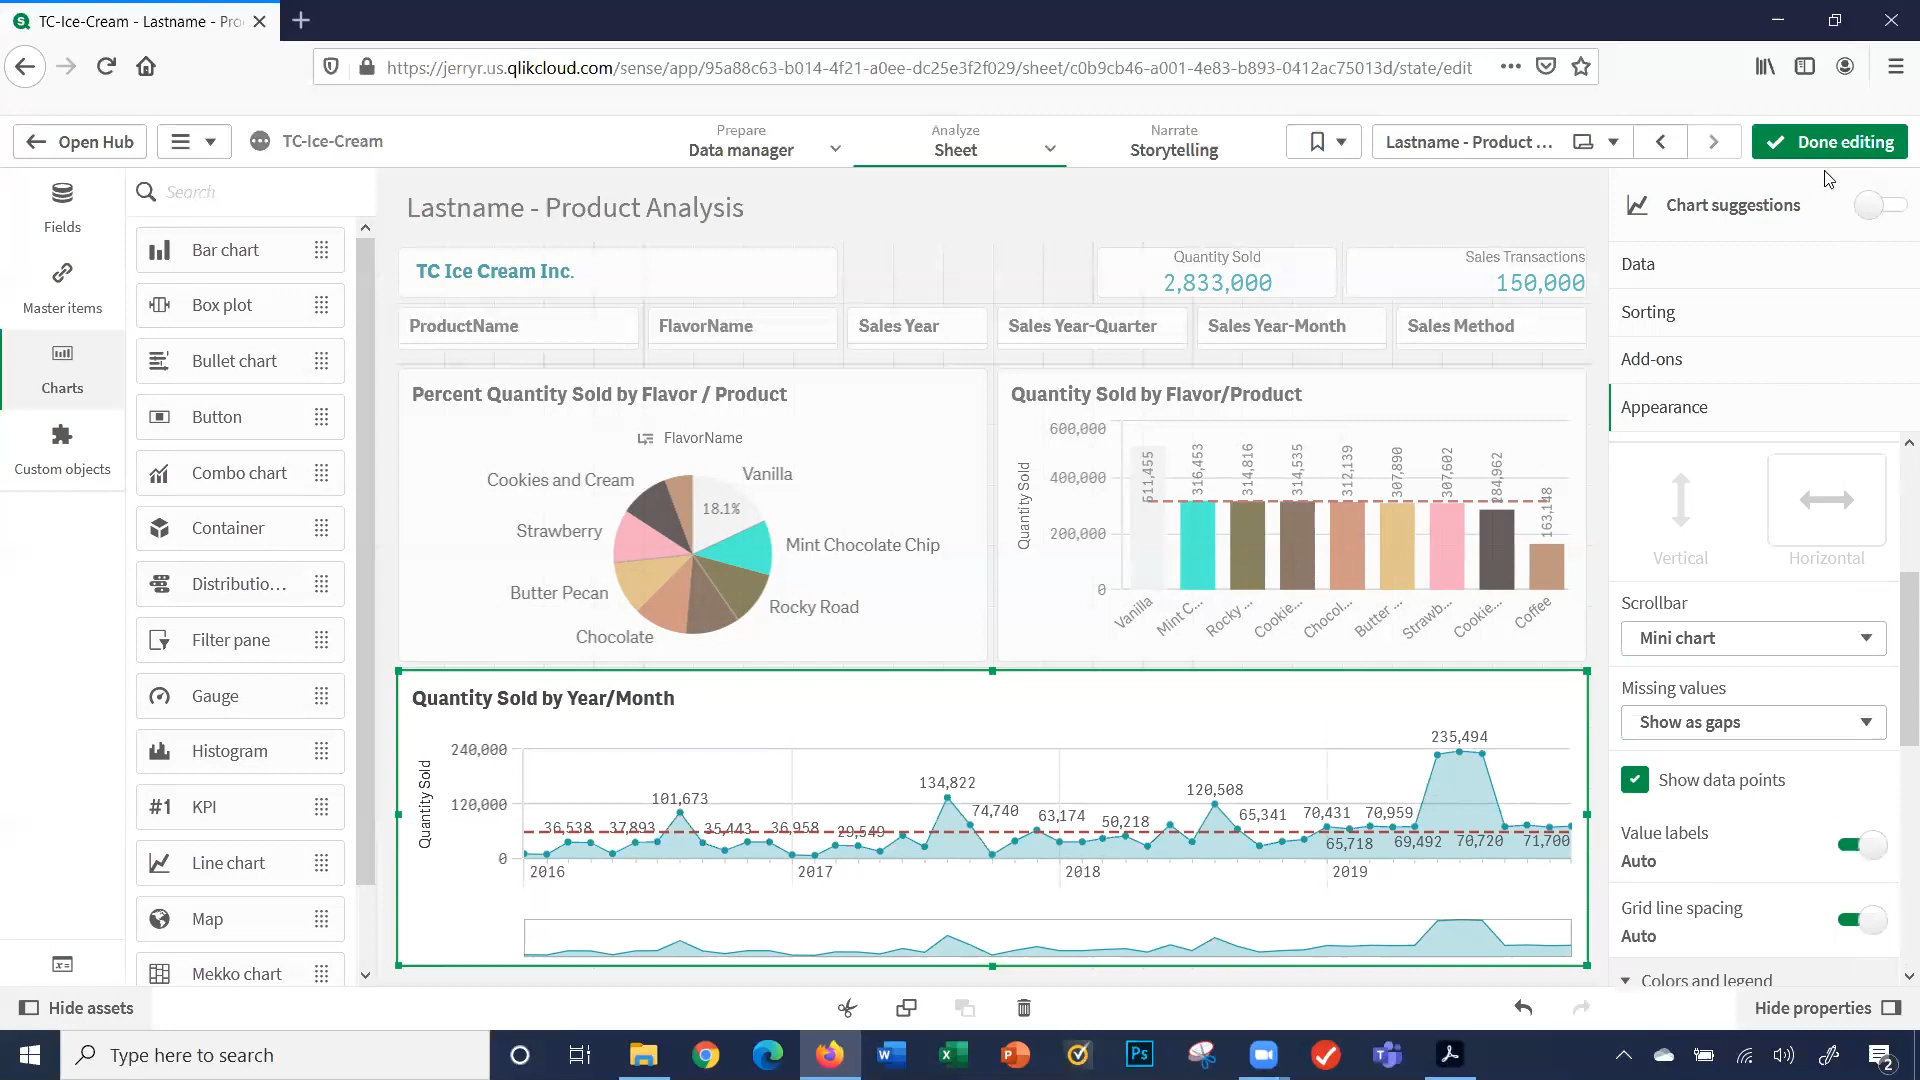 TC-Ice-Cream - Lastname - Pro
https://jerryr.us.qlikcloud.com/sense/app/95a88c63-b014-4f21-a0ee-dc25e3f2f029/sheet/c0b9cb46-a001-4e83-b893-0412ac75013d/state/edit
Open Hub
TC-Ice-Cream
Prepare
Data manager
Analyze
Sheet
Narrate
Storytelling
Lastname - Product ...
Done editing
Fields
Master items
Charts
Custom objects
Search
Bar chart
Box plot
Bullet chart
Button
Combo chart
Container
Distributio...
Filter pane
Gauge
Histogram
#1 KPI
Line chart
Map
Mekko chart
Lastname - Product Analysis
TC Ice Cream Inc.
Quantity Sold
2,833,000
Sales Transactions
150,000
ProductName
FlavorName
Sales Year
Sales Year-Quarter
Sales Year-Month
Sales Method
Percent Quantity Sold by Flavor / Product
FlavorName
Cookies and Cream
Vanilla
18.1%
Strawberry
Mint Chocolate Chip
Butter Pecan
Rocky Road
Chocolate
Quantity Sold by Flavor/Product
Quantity Sold
600,000
400,000
200,000
0
511,455
316,453
314,816
314,535
312,139
307,890
307,602
284,962
163,148
Vanilla
Mint C...
Rocky ...
Cookie...
Chocol...
Butter ...
Strawb...
Cookie...
Coffee
Quantity Sold by Year/Month
Quantity Sold
240,000
120,000
0
36,538
37,893
101,673
35,443
36,958
29,549
134,822
74,740
63,174
50,218
120,508
65,341
70,431
65,718
70,959
69,492
235,494
70,720
71,700
2016
2017
2018
2019
Chart suggestions
Data
Sorting
Add-ons
Appearance
Vertical
Horizontal
Scrollbar
Mini chart
Missing values
Show as gaps
Show data points
Value labels
Auto
Grid line spacing
Auto
Colors and legend
Hide assets
Hide properties
Type here to search
Ps
2